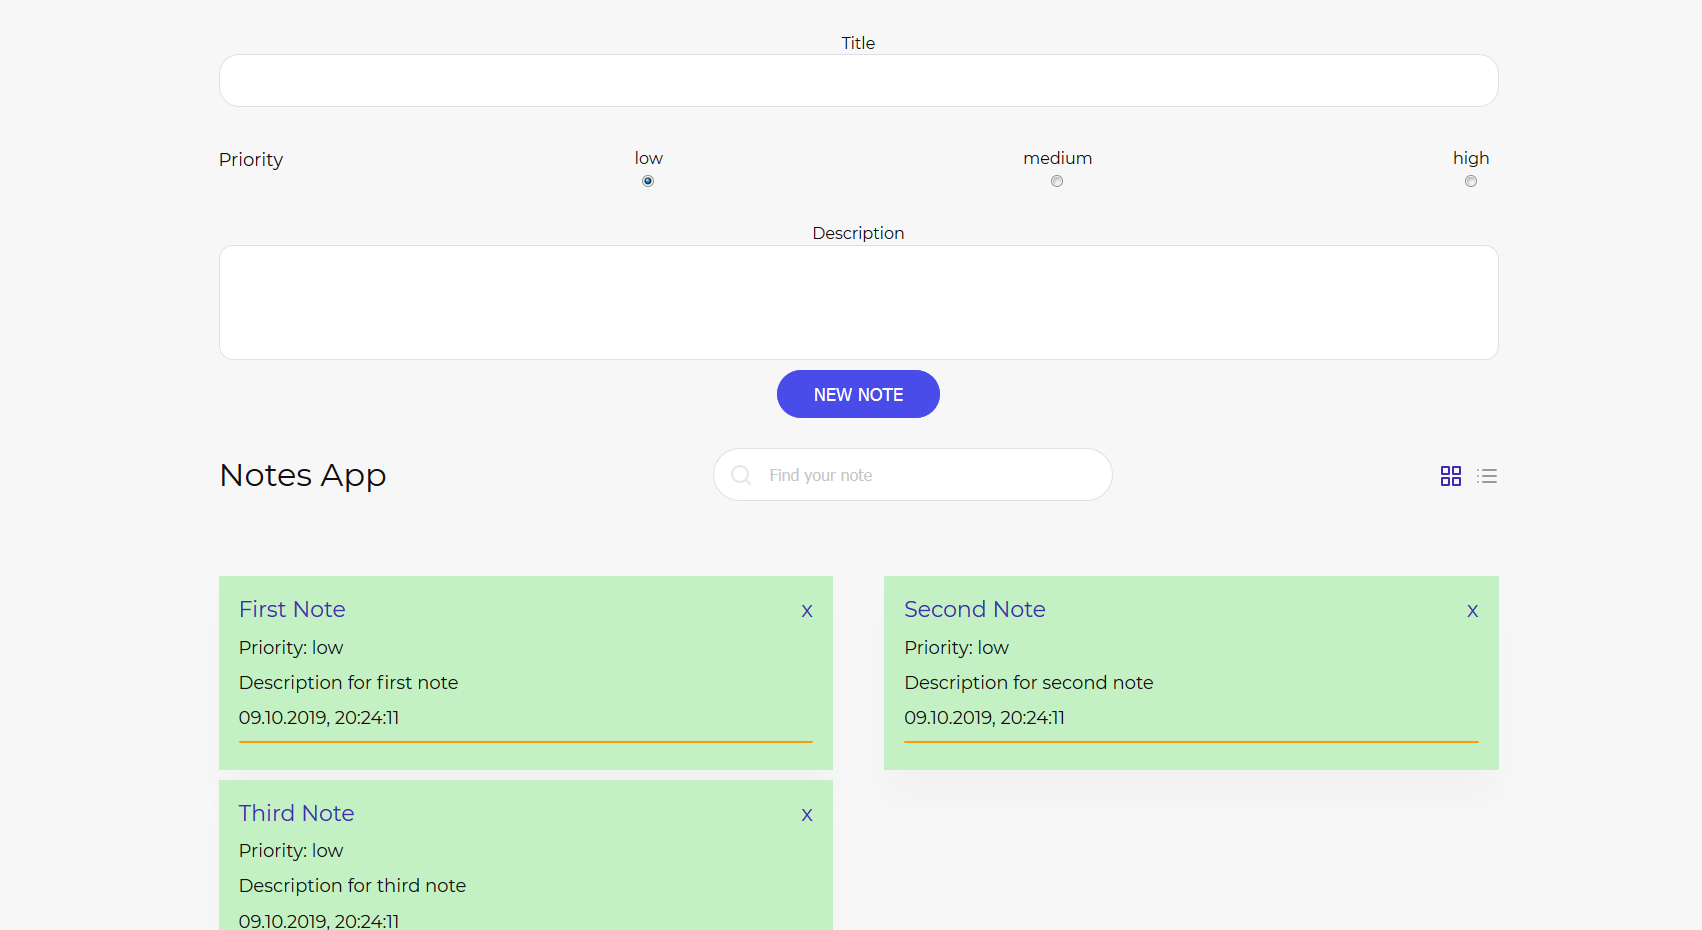 Title
Priority
low
medium
high
Description
NEW NOTE
Notes App
Find your note
First Note
x
Priority: low
Description for first note
09.10.2019, 20:24:11
Second Note
x
Priority: low
Description for second note
09.10.2019, 20:24:11
Third Note
x
Priority: low
Description for third note
09.10.2019, 20:24:11